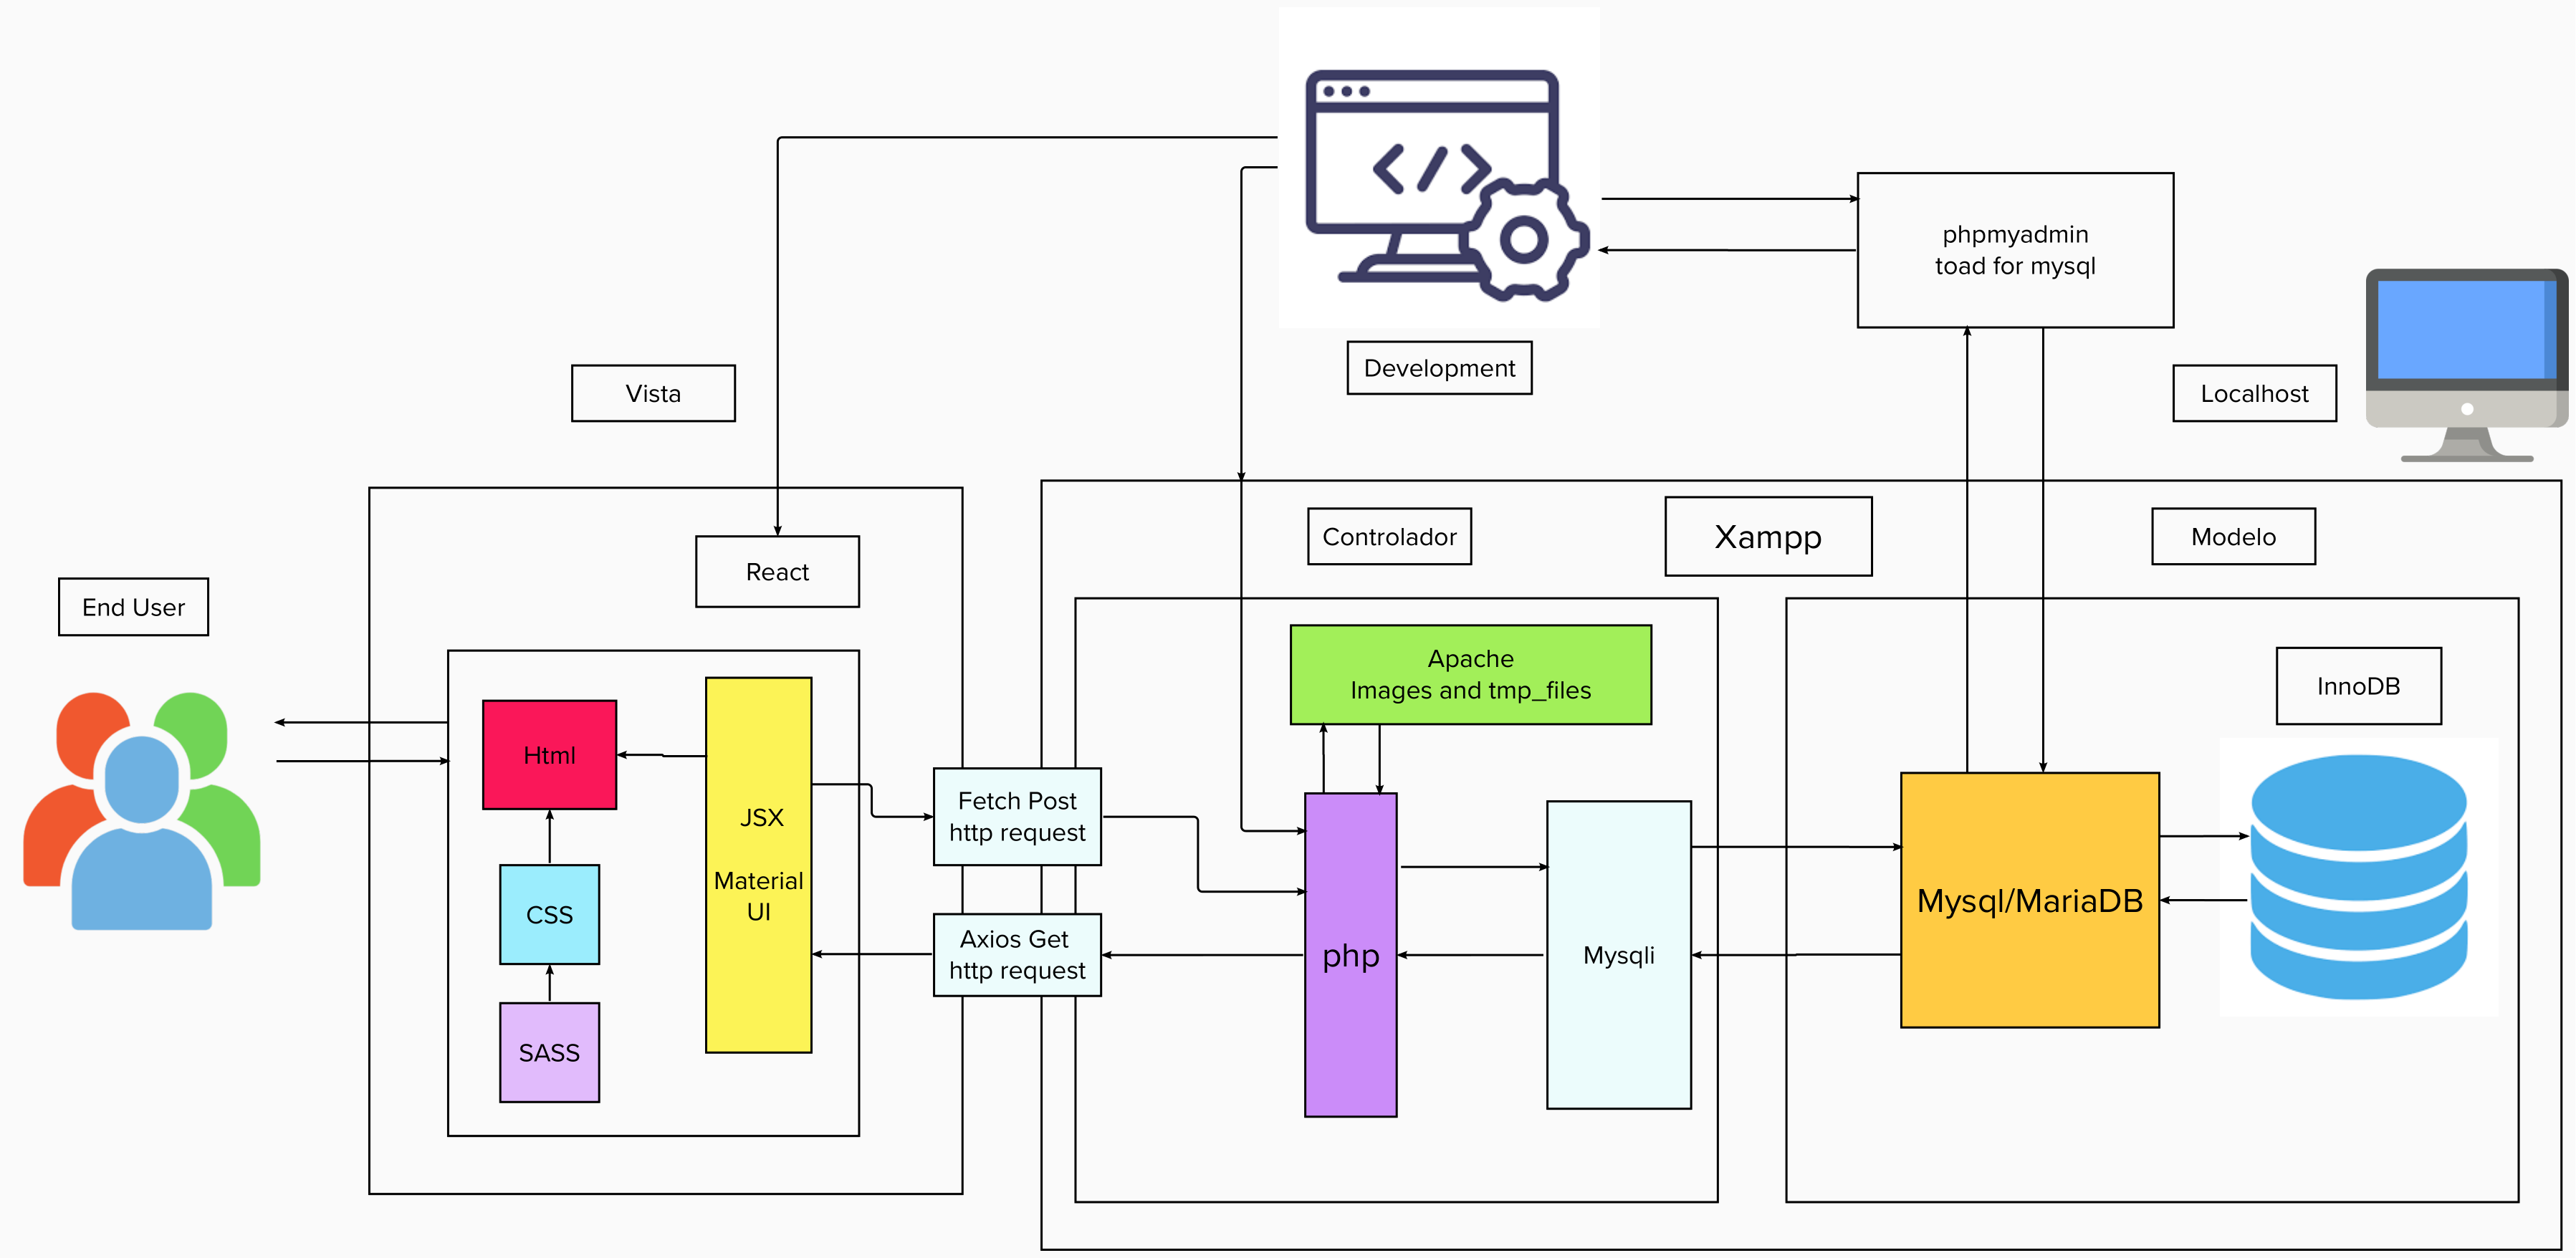 </>
phpmyadmin
toad for mysql
Development
Vista
Localhost
Controlador
Xampp
Modelo
React
End User
Apache
Images and tmp_files
InnoDB
Html
JSX
Material
UI
Fetch Post
http request
CSS
Axios Get
http request
php
Mysqli
Mysql/MariaDB
SASS